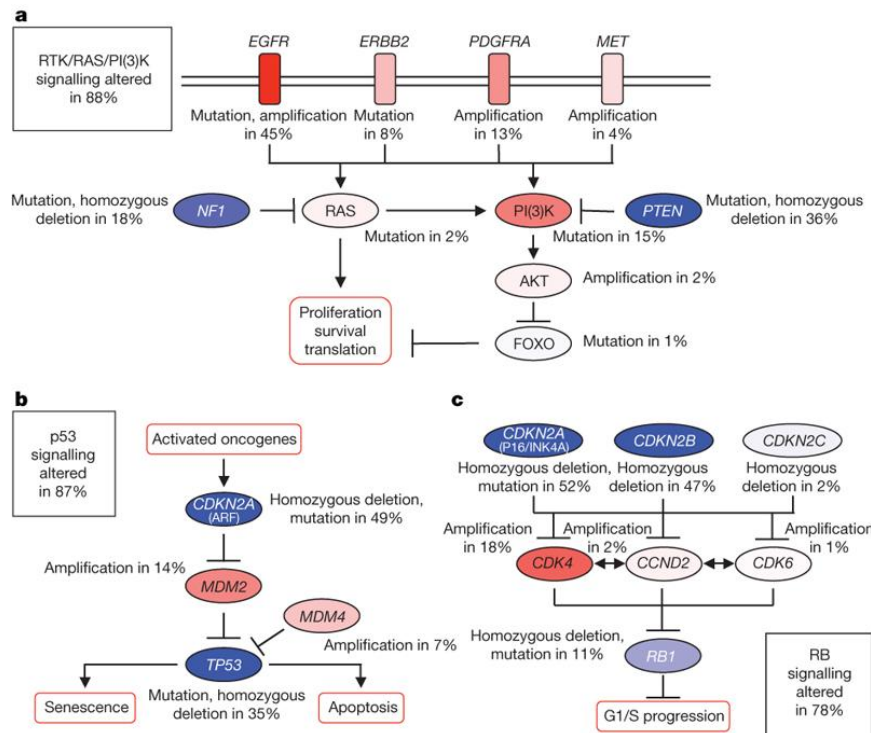 a
RTK/RAS/PI(3)K
signalling altered
in 88%
EGFR
ERBB2
PDGFRA
MET
Mutation, amplification
in 45%
Mutation
in 8%
Amplification
in 13%
Amplification
in 4%
Mutation, homozygous
deletion in 18%
NF1
RAS
Mutation in 2%
PI(3)K
Mutation in 15%
PTEN
Mutation, homozygous
deletion in 36%
AKT
Amplification in 2%
Proliferation
survival
translation
FOXO
Mutation in 1%
b
p53
signalling
altered
in 87%
Activated oncogenes
CDKN2A
(ARF)
Homozygous deletion,
mutation in 49%
Amplification in 14%
MDM2
MDM4
Amplification in 7%
TP53
Senescence
Mutation, homozygous
deletion in 35%
Apoptosis
c
CDKN2A
(P16/INK4A)
CDKN2B
CDKN2C
Homozygous deletion,
mutation in 52%
Homozygous
deletion in 47%
Homozygous
deletion in 2%
Amplification
in 18%
Amplification
in 2%
Amplification
in 1%
CDK4
CCND2
CDK6
Homozygous deletion,
mutation in 11%
RB1
G1/S progression
RB
signalling
altered
in 78%